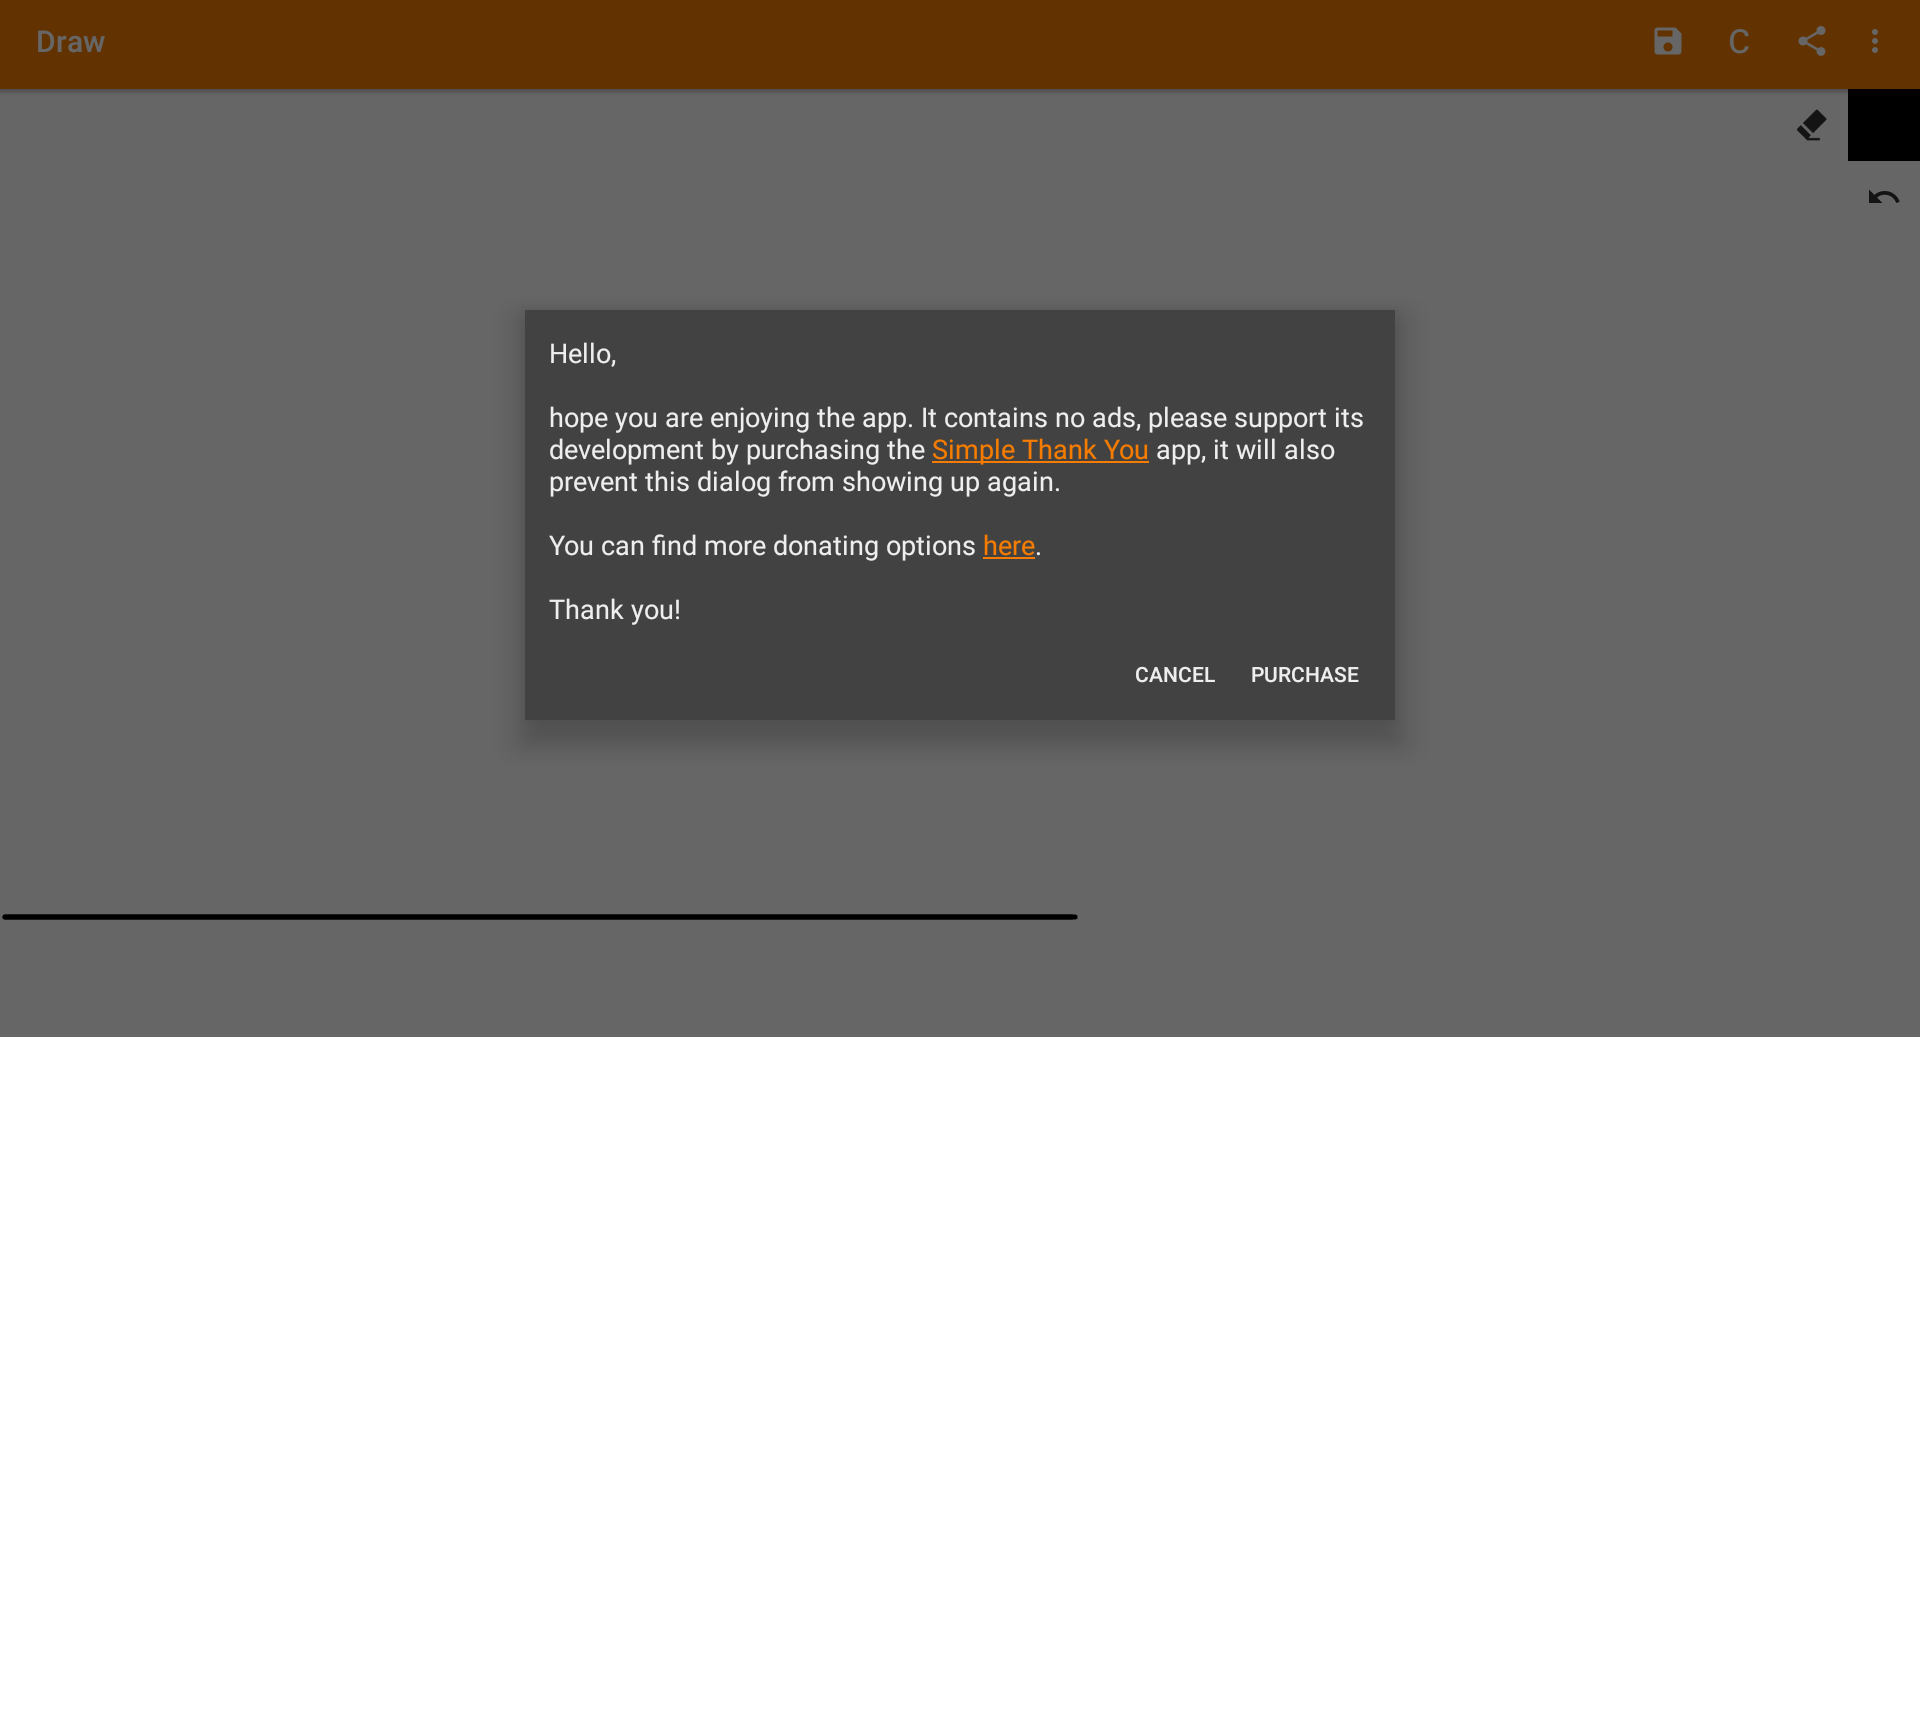 Draw
C
Hello,
hope you are enjoying the app. It contains no ads, please support its
development by purchasing the Simple Thank You app, it will also
prevent this dialog from showing up again.
You can find more donating options here.
Thank you!
CANCEL PURCHASE